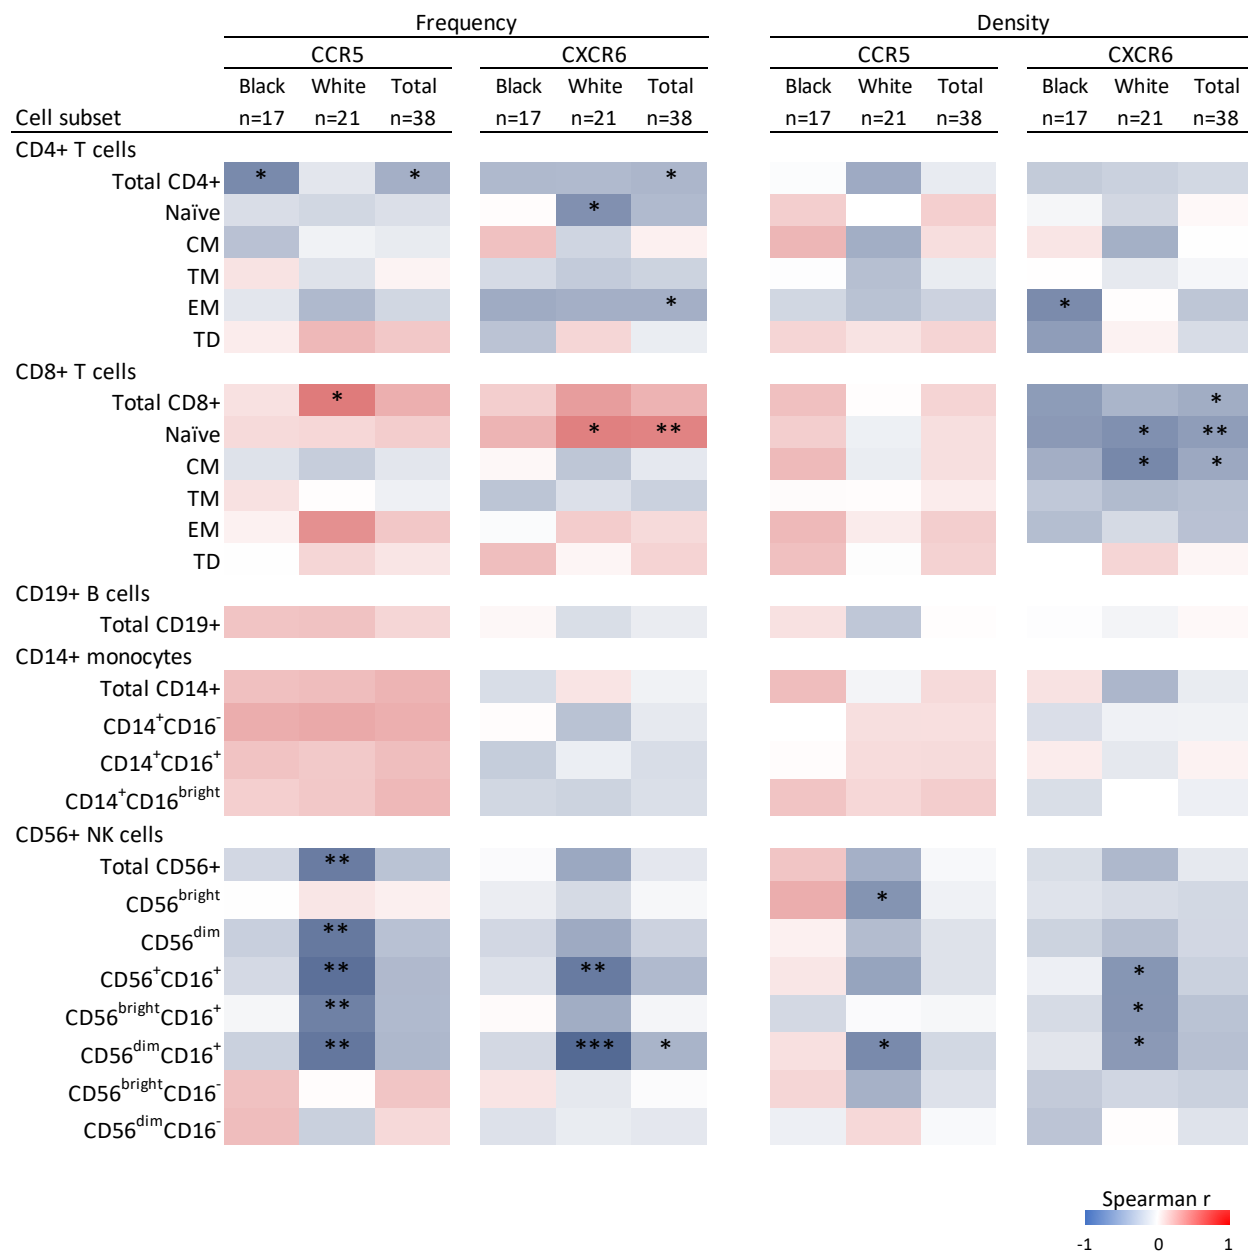 Frequency Density
CCR5 CXCR6 CCR5 CXCR6
Black White Total Black White Total Black White Total Black White Total
Cell subset n=17 n=21 n=38 n=17 n=21 n=38 n=17 n=21 n=38 n=17 n=21 n=38
CD4+ T cells
Total CD4+ * * *
Naïve *
CM
TM
EM * *
TD
CD8+ T cells
Total CD8+ * *
Naïve * ** * **
CM * *
TM
EM
TD
CD19+ B cells
Total CD19+
CD14+ monocytes
Total CD14+
CD14⁺CD16⁻
CD14⁺CD16⁺
CD14⁺CD16ᵇʳⁱᵍʰᵗ
CD56+ NK cells
Total CD56+ **
CD56ᵇʳⁱᵍʰᵗ *
CD56ᵈⁱᵐ **
CD56⁺CD16⁺ ** ** *
CD56ᵇʳⁱᵍʰᵗCD16⁺ ** *
CD56ᵈⁱᵐCD16⁺ ** *** * * *
CD56ᵇʳⁱᵍʰᵗCD16⁻
CD56ᵈⁱᵐCD16⁻
Spearman r
-1 0 1